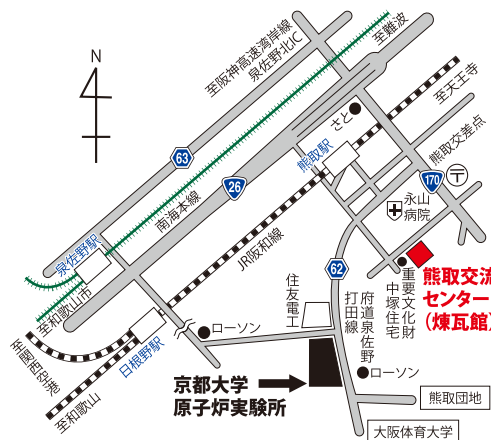 N
至阪神高速湾岸線
泉佐野北IC
至難波
至天王寺
さと
熊取駅
熊取交差点
63
26
170
永山
病院
南海本線
JR阪和線
泉佐野駅
至和歌山市
62
熊取交流
センター
(煉瓦館)
重要文化財
中塚住宅
住友電工
府道泉佐野
打田線
至関西空港
日根野駅
ローソン
至和歌山
京都大学
原子炉実験所
ローソン
熊取団地
大阪体育大学